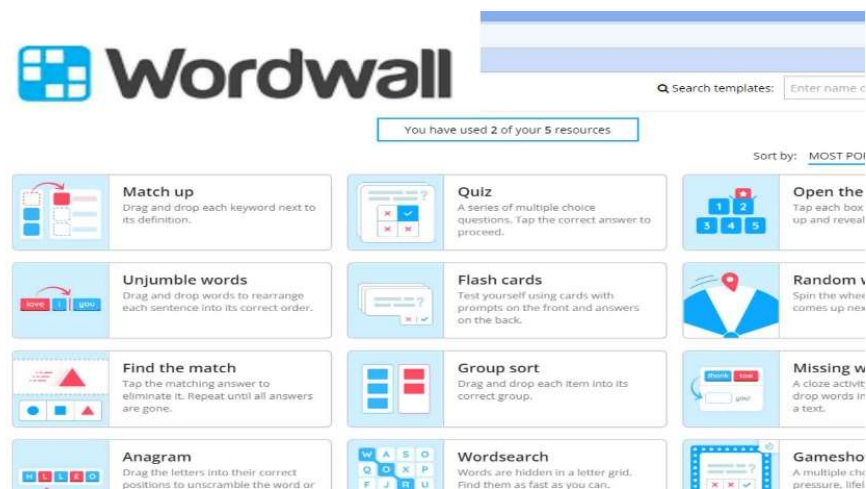 Wordwall
Search templates:
Enter name o
You have used 2 of your 5 resources
Sort by: MOST POP
Match up
Drag and drop each keyword next to
its definition.
Quiz
A series of multiple choice
questions. Tap the correct answer to
proceed.
Open the
Tap each box
up and reveal
1 2
3 4 5
Unjumble words
Drag and drop words to rearrange
each sentence into its correct order.
love i you
Flash cards
Test yourself using cards with
prompts on the front and answers
on the back.
Random w
Spin the whee
comes up nex
Find the match
Tap the matching answer to
eliminate it. Repeat until all answers
are gone.
Group sort
Drag and drop each item into its
correct group.
Missing w
A cloze activit
drop words in
a text.
thank
you!
Anagram
Drag the letters into their correct
positions to unscramble the word or
H L L E O
Wordsearch
Words are hidden in a letter grid.
Find them as fast as you can.
W A S O
Q O X P
F J R U
Gamesho
A multiple cho
pressure, lifel